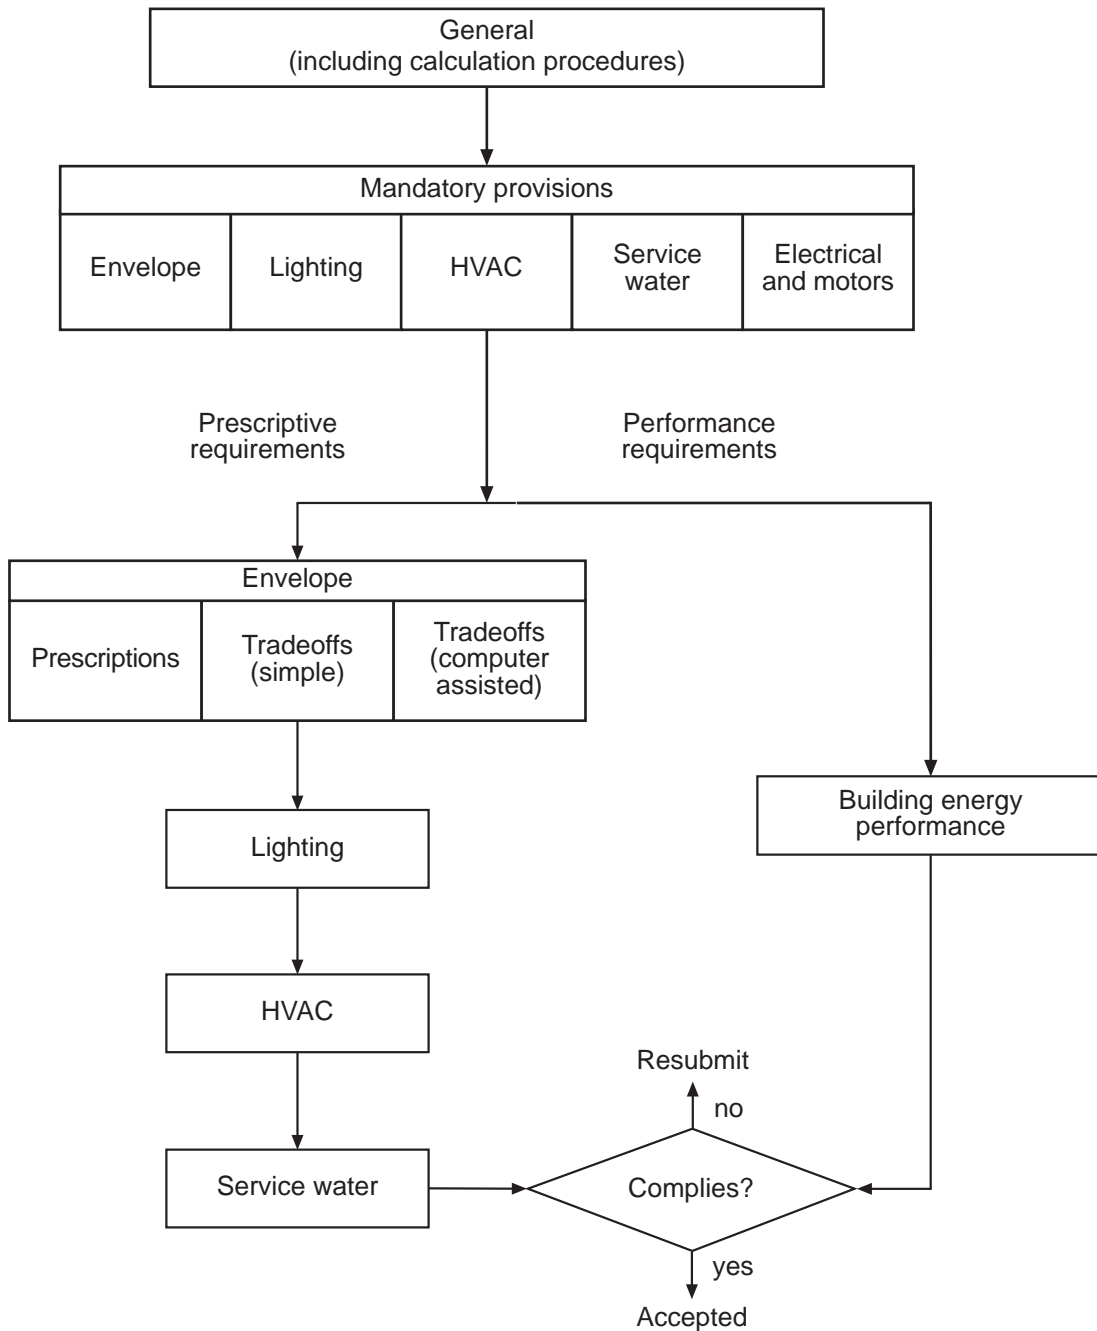 General
(including calculation procedures)
Mandatory provisions
Envelope
Lighting
HVAC
Service
water
Electrical
and motors
Prescriptive
requirements
Performance
requirements
Envelope
Prescriptions
Tradeoffs
(simple)
Tradeoffs
(computer
assisted)
Building energy
performance
Lighting
HVAC
Service water
Resubmit
no
Complies?
yes
Accepted